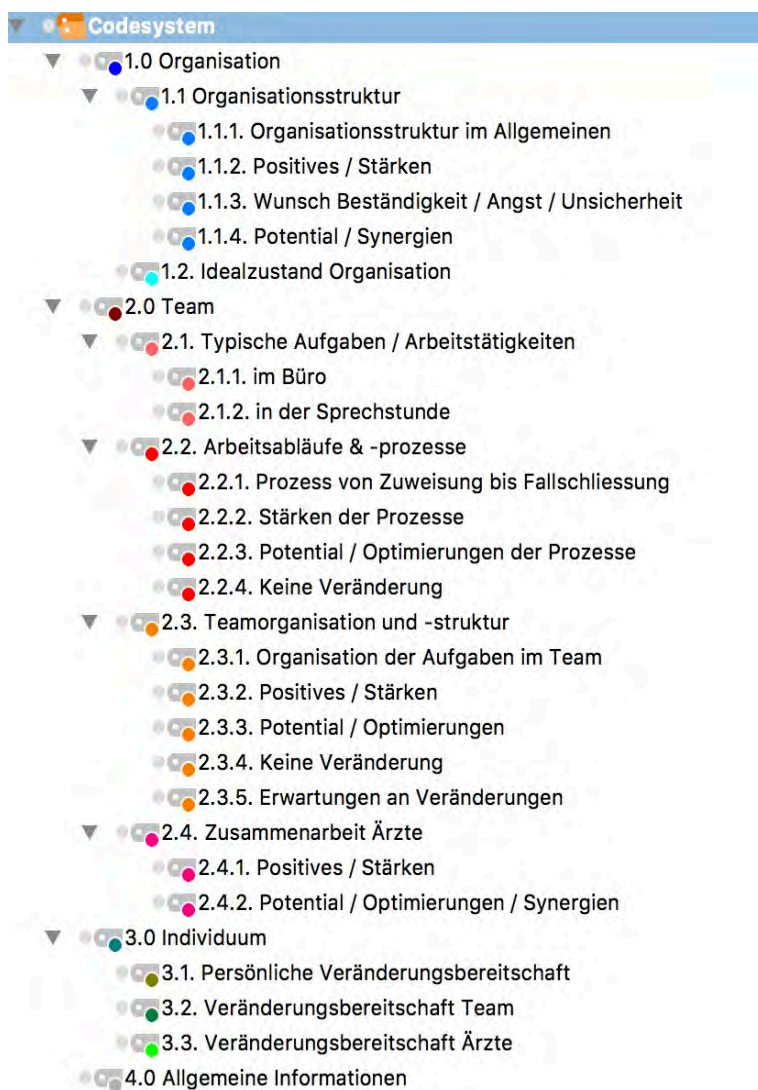 Codesystem
1.0 Organisation
1.1 Organisationsstruktur
1.1.1. Organisationsstruktur im Allgemeinen
1.1.2. Positives / Stärken
1.1.3. Wunsch Beständigkeit / Angst / Unsicherheit
1.1.4. Potential / Synergien
1.2. Idealzustand Organisation
2.0 Team
2.1. Typische Aufgaben / Arbeitstätigkeiten
2.1.1. im Büro
2.1.2. in der Sprechstunde
2.2. Arbeitsabläufe & -prozesse
2.2.1. Prozess von Zuweisung bis Fallschliessung
2.2.2. Stärken der Prozesse
2.2.3. Potential / Optimierungen der Prozesse
2.2.4. Keine Veränderung
2.3. Teamorganisation und -struktur
2.3.1. Organisation der Aufgaben im Team
2.3.2. Positives / Stärken
2.3.3. Potential / Optimierungen
2.3.4. Keine Veränderung
2.3.5. Erwartungen an Veränderungen
2.4. Zusammenarbeit Ärzte
2.4.1. Positives / Stärken
2.4.2. Potential / Optimierungen / Synergien
3.0 Individuum
3.1. Persönliche Veränderungsbereitschaft
3.2. Veränderungsbereitschaft Team
3.3. Veränderungsbereitschaft Ärzte
4.0 Allgemeine Informationen